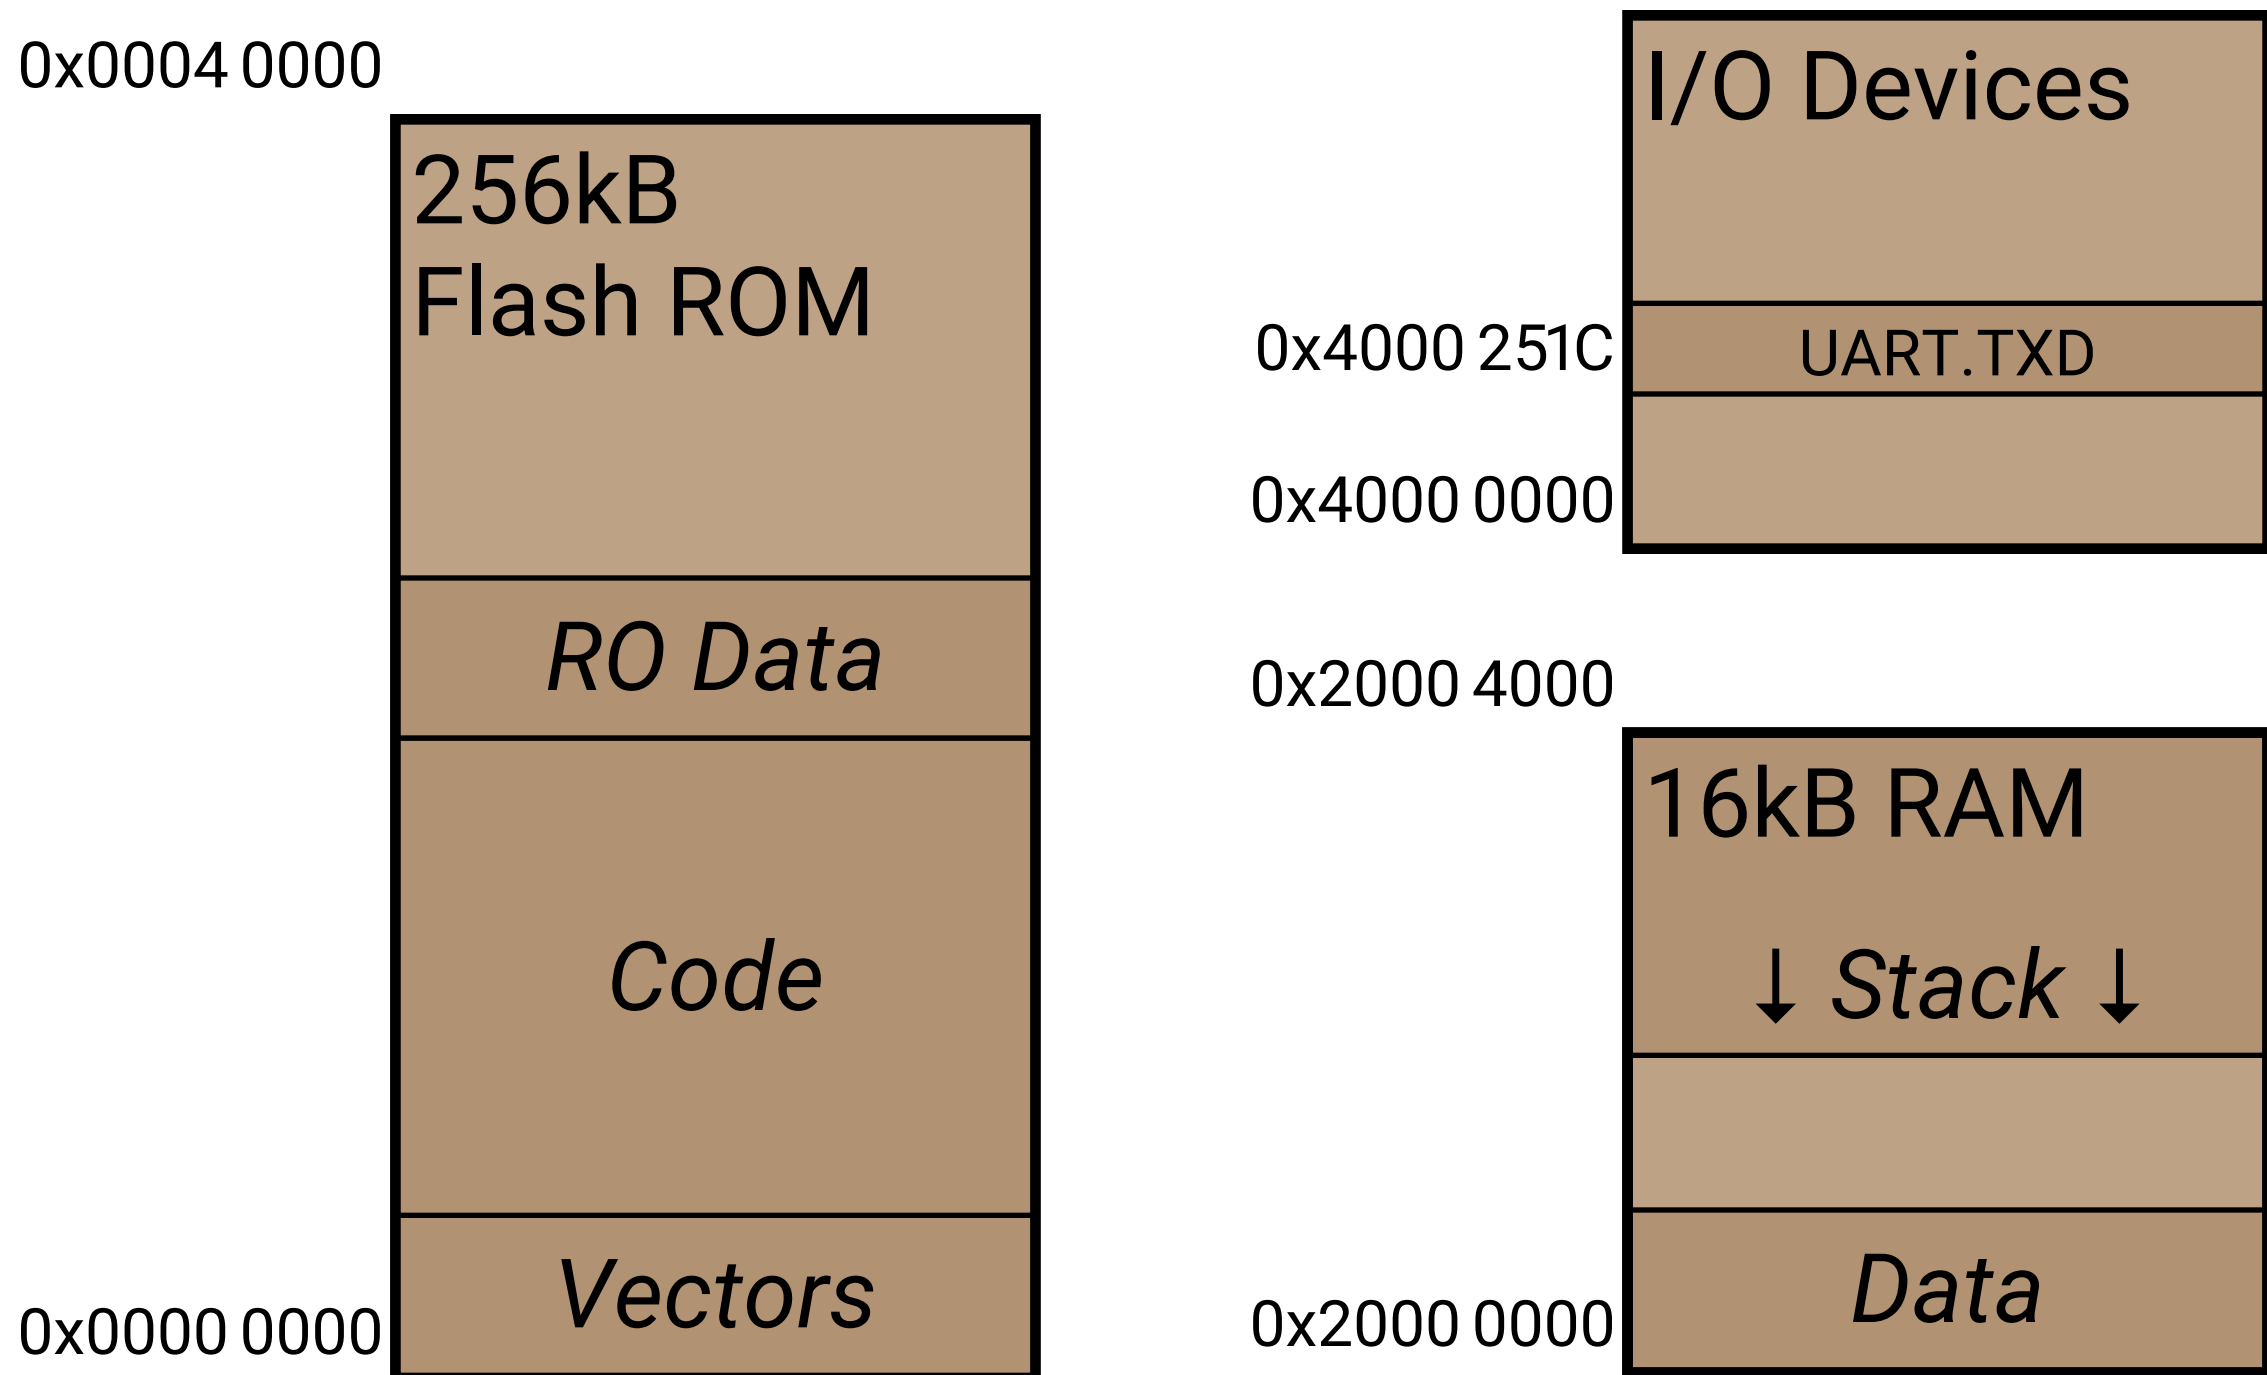 0x0004 0000
256kB
Flash ROM
RO Data
Code
Vectors
0x0000 0000
I/O Devices
0x4000 251C
UART.TXD
0x4000 0000
0x2000 4000
16kB RAM
↓ Stack ↓
Data
0x2000 0000